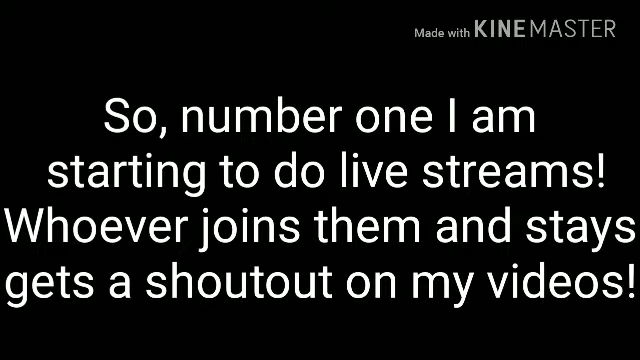 Made with KINEMASTER
So, number one I am
starting to do live streams!
Whoever joins them and stays
gets a shoutout on my videos!